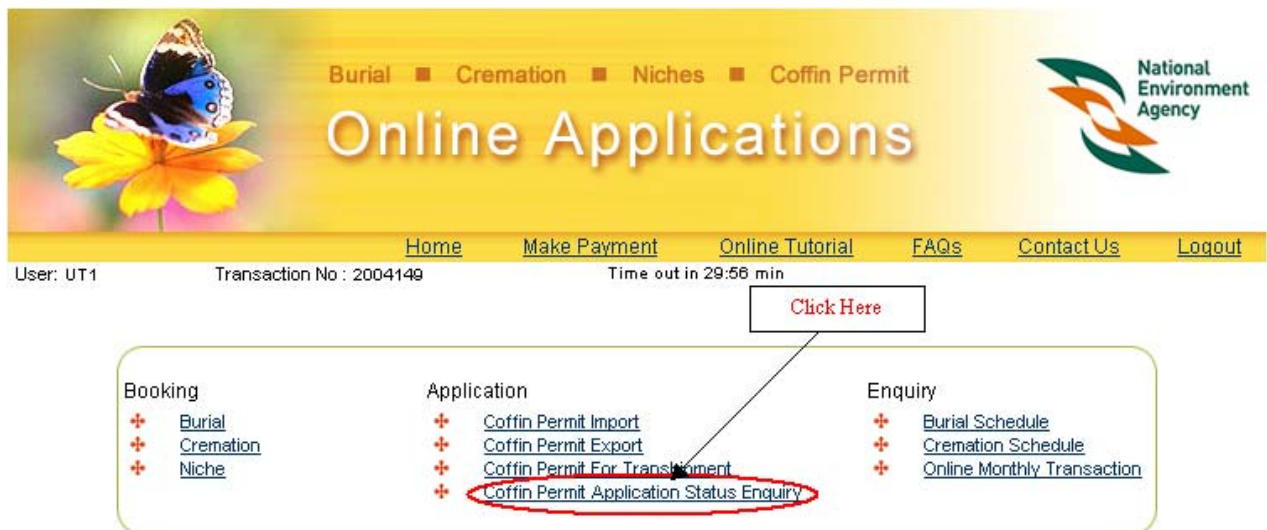 Burial ■ Cremation ■ Niches ■ Coffin Permit
Online Applications
National
Environment
Agency
Home Make Payment Online Tutorial FAQs Contact Us Logout
User: UT1 Transaction No : 2004149 Time out in 29:56 min
Click Here
Booking
Burial
Cremation
Niche
Application
Coffin Permit Import
Coffin Permit Export
Coffin Permit For Transhipment
Coffin Permit Application Status Enquiry
Enquiry
Burial Schedule
Cremation Schedule
Online Monthly Transaction